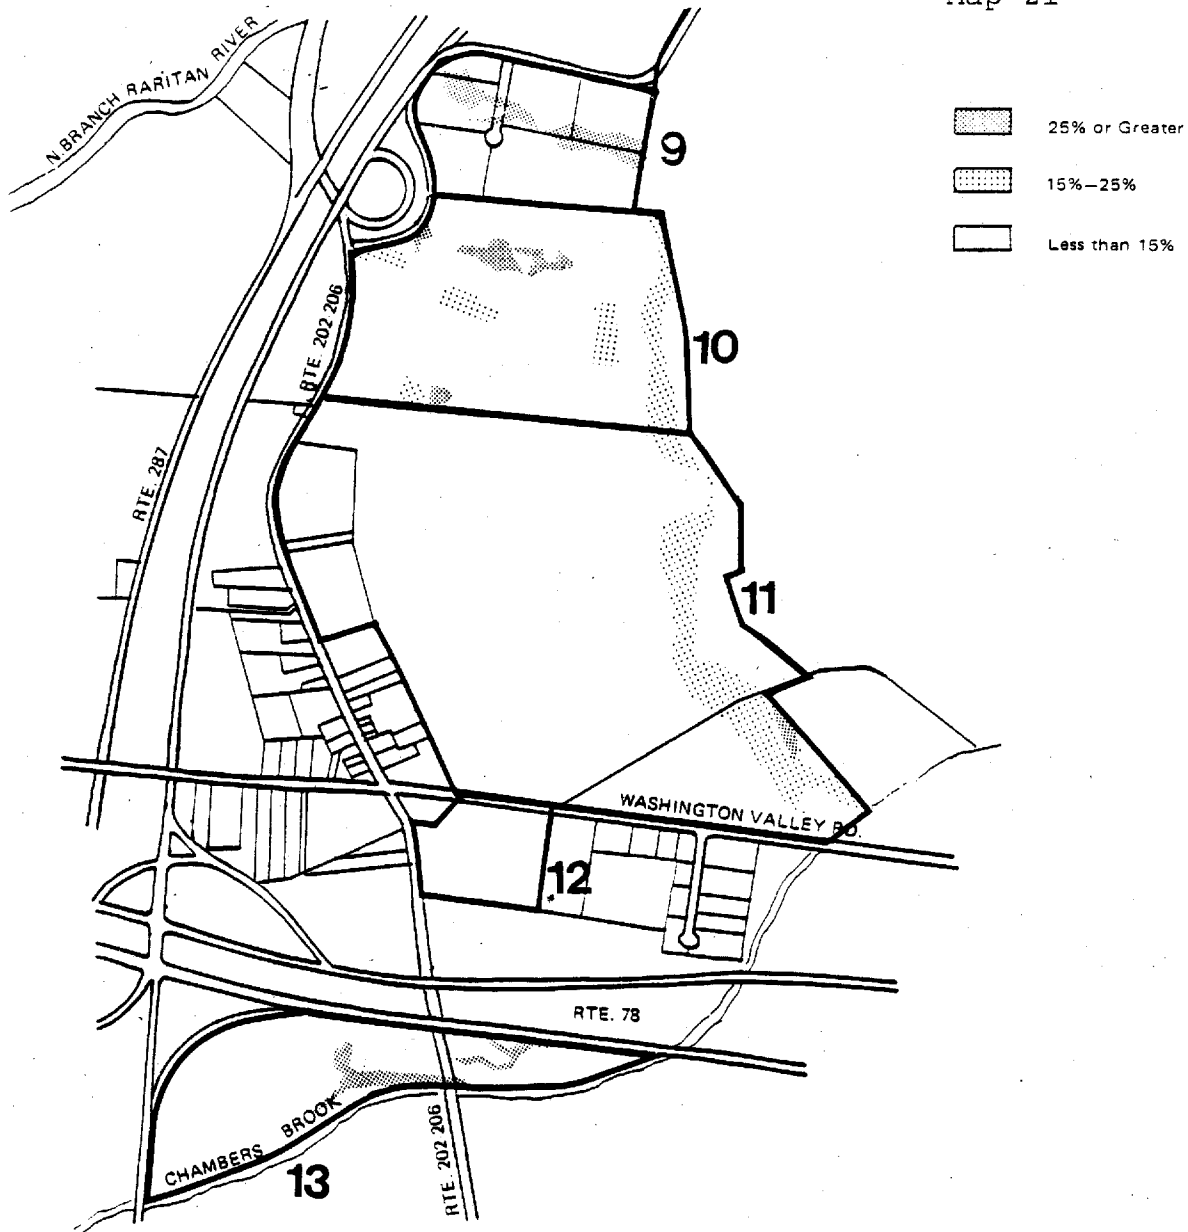 Map 21
N. BRANCH RARITAN RIVER
25% or Greater
15%–25%
Less than 15%
9
10
RTE. 202 206
RTE. 287
11
WASHINGTON VALLEY RD.
12
RTE. 78
CHAMBERS BROOK
13
RTE. 202 206